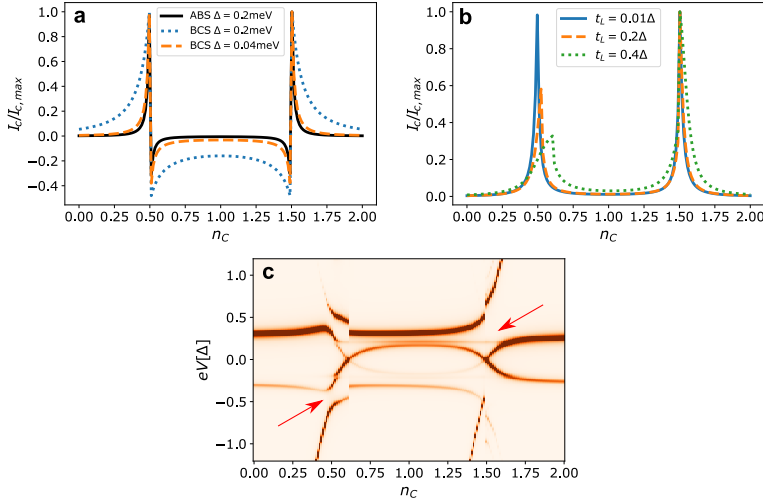 a
ABS Δ = 0.2meV
BCS Δ = 0.2meV
BCS Δ = 0.04meV
I_C/I_{C, max}
1.0
0.8
0.6
0.4
0.2
0.0
−0.2
−0.4
0.00 0.25 0.50 0.75 1.00 1.25 1.50 1.75 2.00
n_C
b
t_L = 0.01Δ
t_L = 0.2Δ
t_L = 0.4Δ
I_C/I_{C, max}
1.0
0.8
0.6
0.4
0.2
0.0
0.00 0.25 0.50 0.75 1.00 1.25 1.50 1.75 2.00
n_C
c
eV[Δ]
1.0
0.5
0.0
−0.5
−1.0
0.00 0.25 0.50 0.75 1.00 1.25 1.50 1.75 2.00
n_C